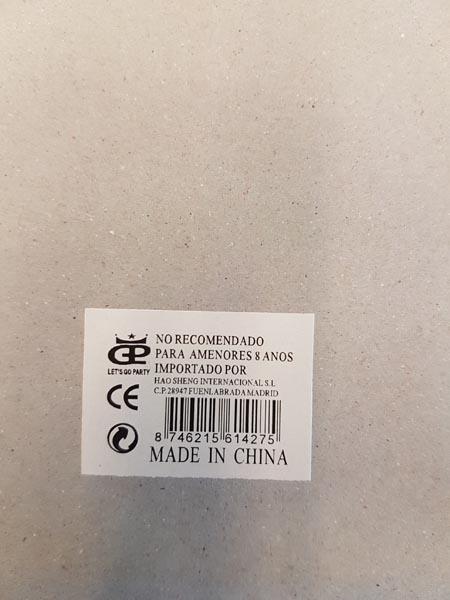 GP
LET'S GO PARTY
CE
NO RECOMENDADO
PARA AMENORES 8 ANOS
IMPORTADO POR
HAO SHENG INTERNACIONAL S.L
C.P. 28947 FUENLABRADA MADRID
8 746215 614275
MADE IN CHINA